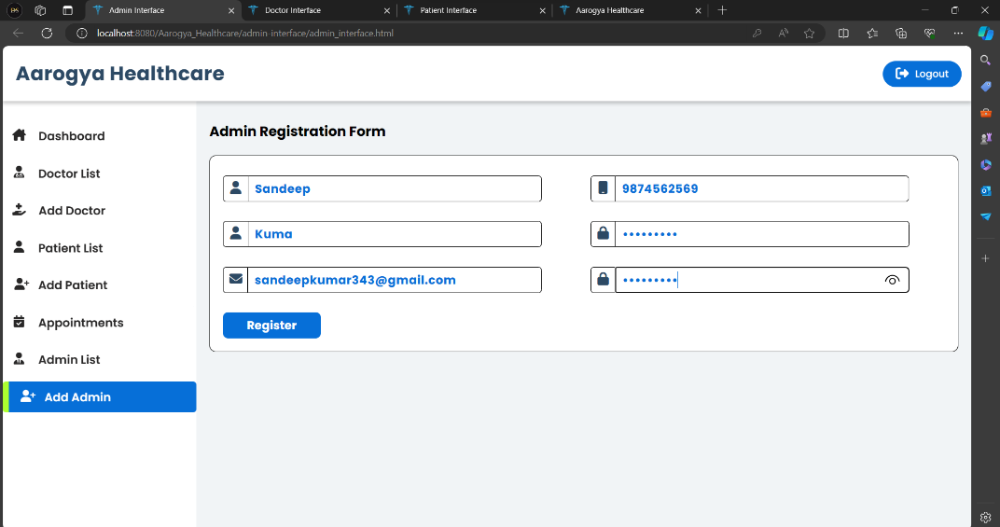 Admin Interface
Doctor Interface
Patient Interface
Aarogya Healthcare
localhost:8080/Aarogya_Healthcare/admin-interface/admin_interface.html
Aarogya Healthcare
Logout
Dashboard
Doctor List
Add Doctor
Patient List
Add Patient
Appointments
Admin List
Add Admin
Admin Registration Form
Sandeep
9874562569
Kuma
•••••••••
sandeepkumar343@gmail.com
•••••••••
Register